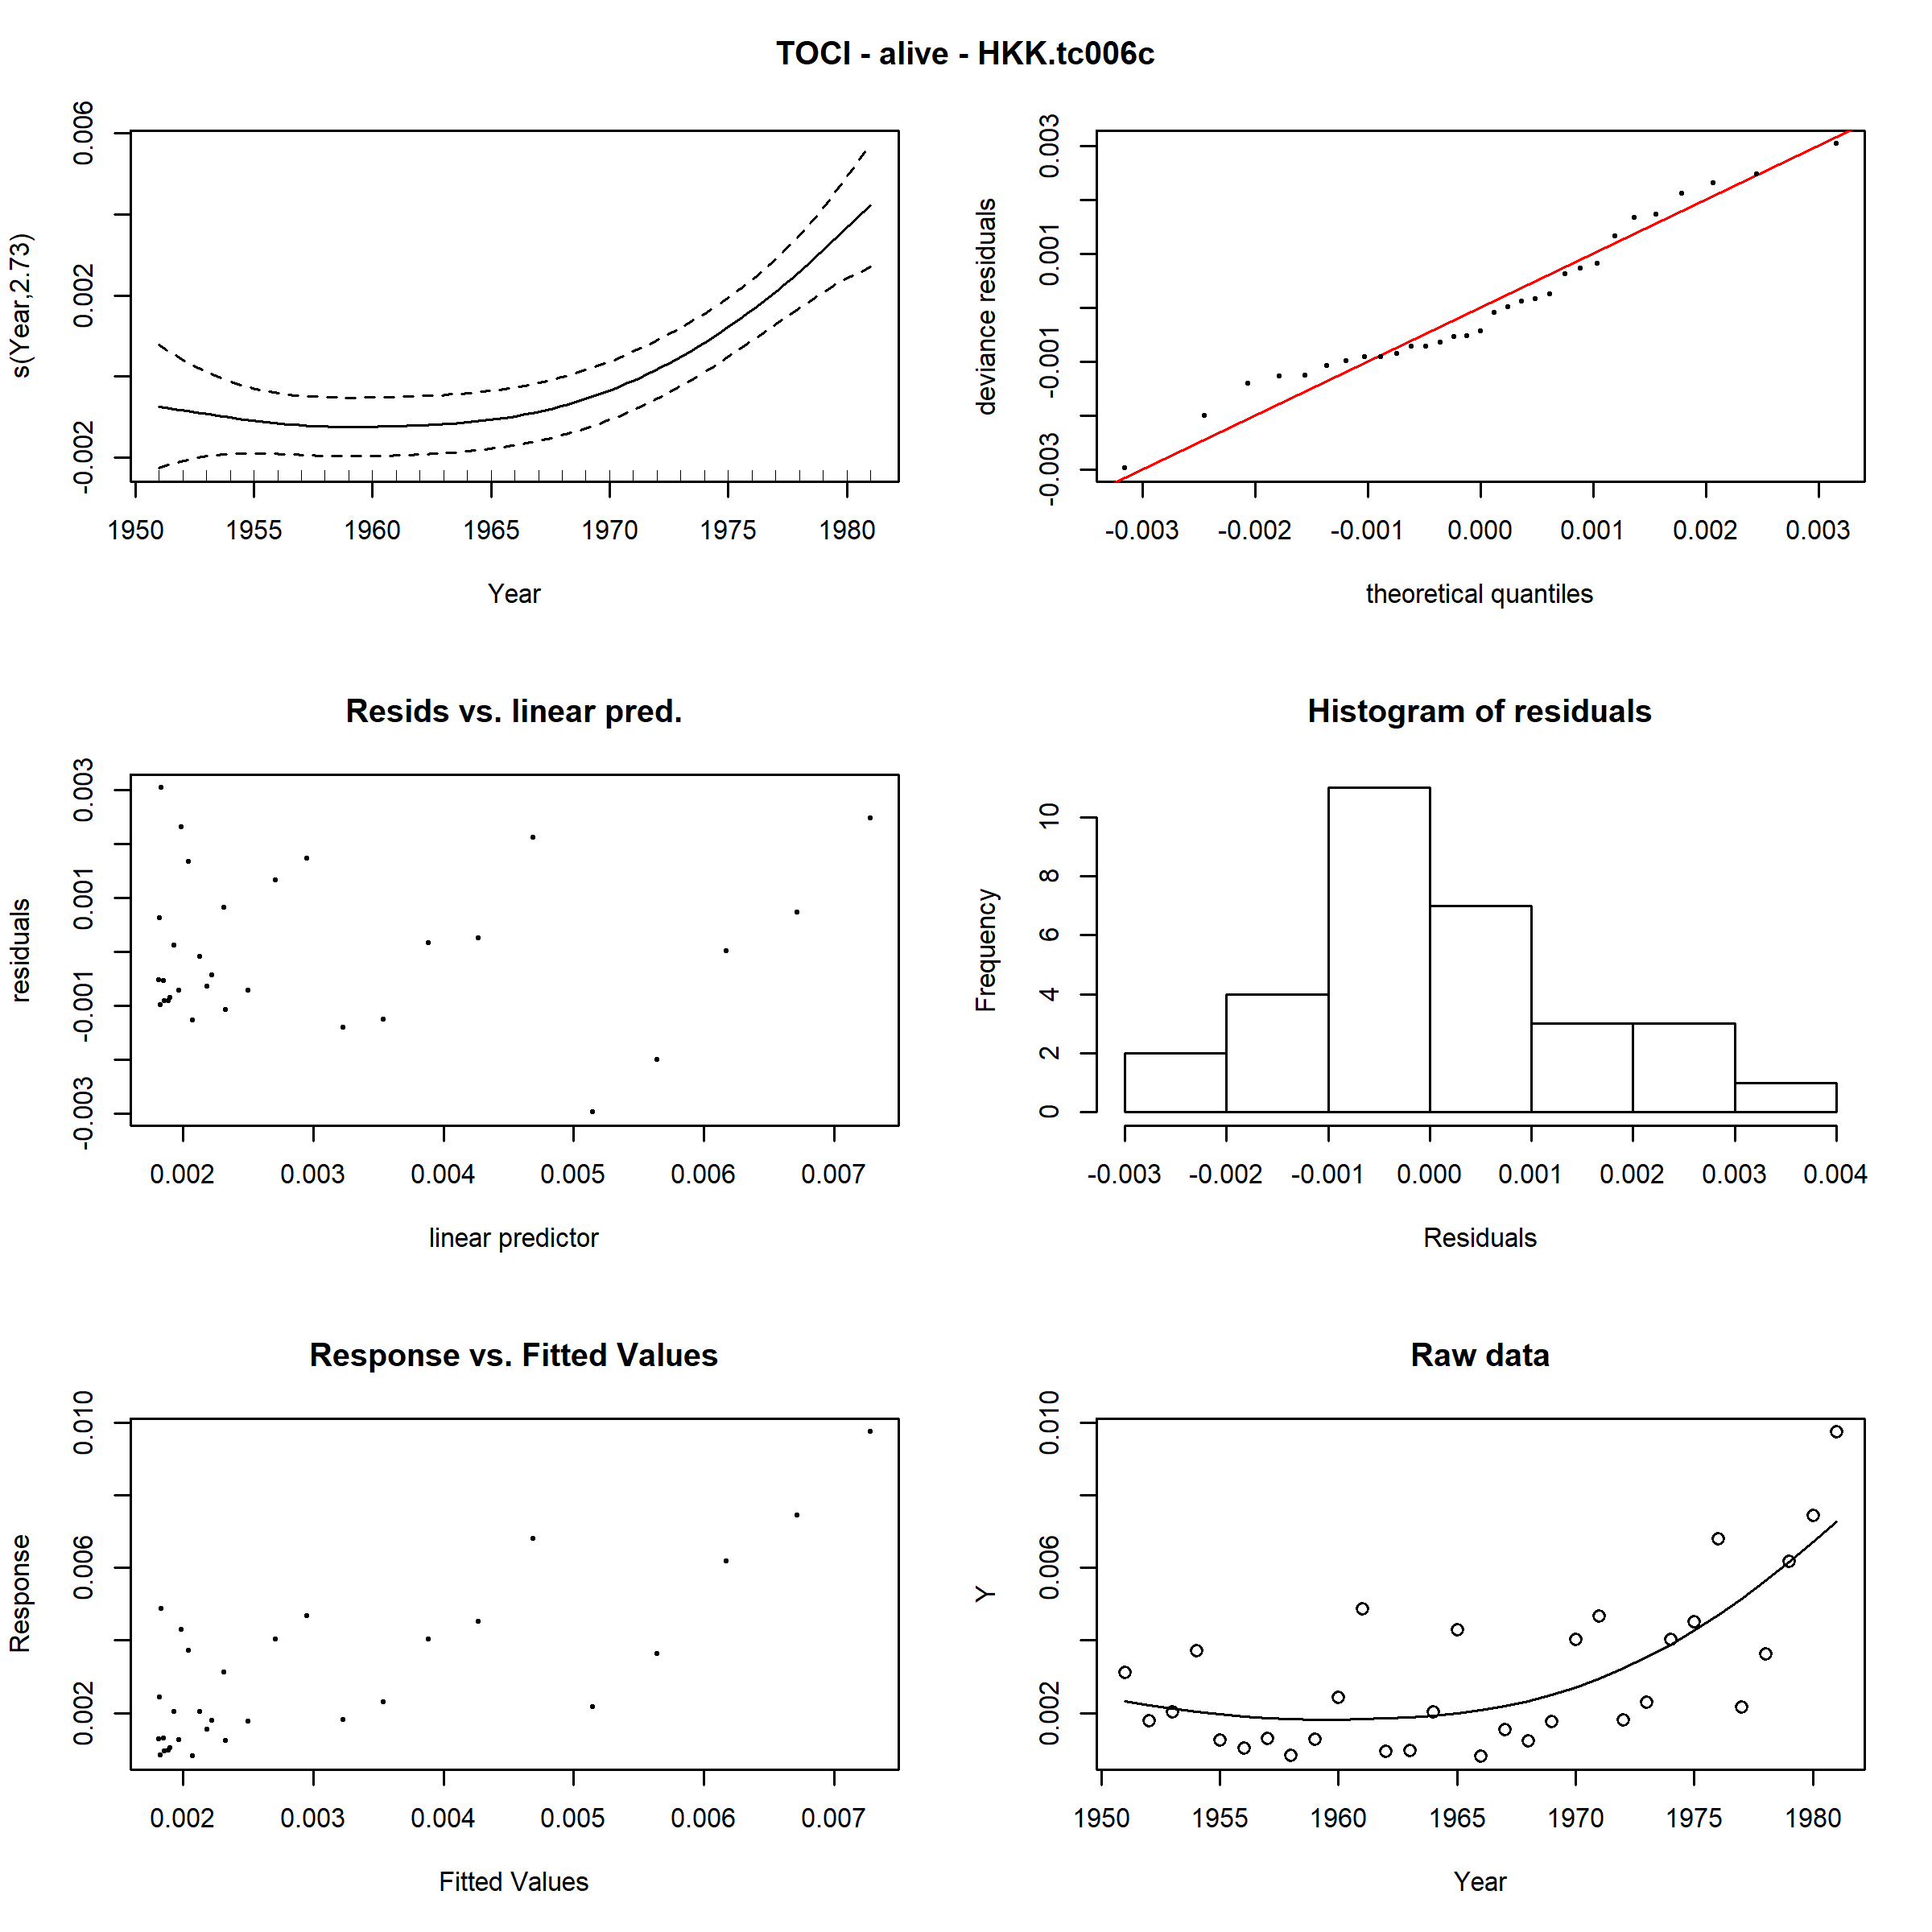 TOCI - alive - HKK.tc006c
s(Year,2.73)
-0.002 0.002 0.006
1950 1955 1960 1965 1970 1975 1980
Year
deviance residuals
-0.003 -0.001 0.001 0.003
-0.003 -0.002 -0.001 0.000 0.001 0.002 0.003
theoretical quantiles
Resids vs. linear pred.
residuals
-0.003 -0.001 0.001 0.003
0.002 0.003 0.004 0.005 0.006 0.007
linear predictor
Histogram of residuals
Frequency
0 2 4 6 8 10
-0.003 -0.002 -0.001 0.000 0.001 0.002 0.003 0.004
Residuals
Response vs. Fitted Values
Response
0.002 0.006 0.010
0.002 0.003 0.004 0.005 0.006 0.007
Fitted Values
Raw data
Y
0.002 0.006 0.010
1950 1955 1960 1965 1970 1975 1980
Year